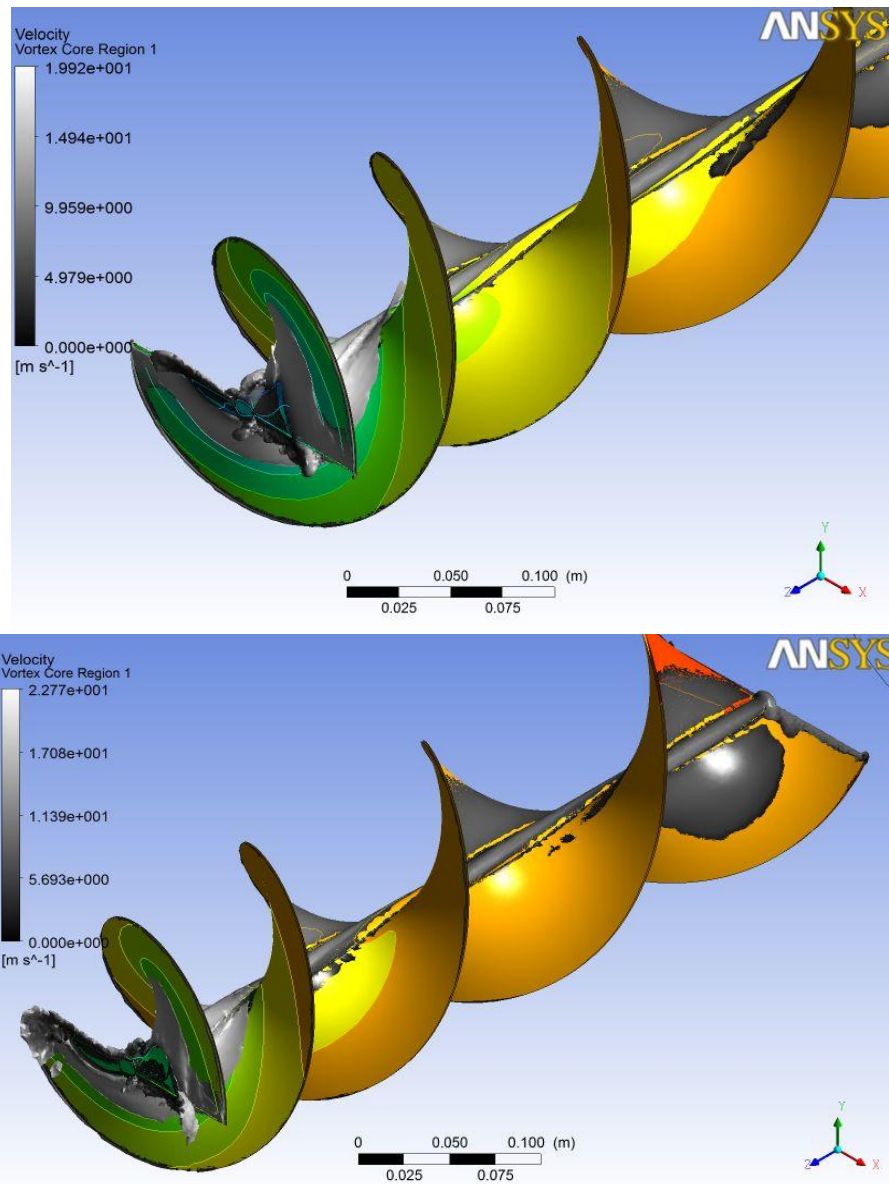 Velocity
Vortex Core Region 1
ANSYS
1.992e+001
1.494e+001
9.959e+000
4.979e+000
0.000e+000
[m s^-1]
0 0.050 0.100 (m)
0.025 0.075
Y
Z X
Velocity
Vortex Core Region 1
ANSYS
2.277e+001
1.708e+001
1.139e+001
5.693e+000
0.000e+000
[m s^-1]
0 0.050 0.100 (m)
0.025 0.075
Y
Z X